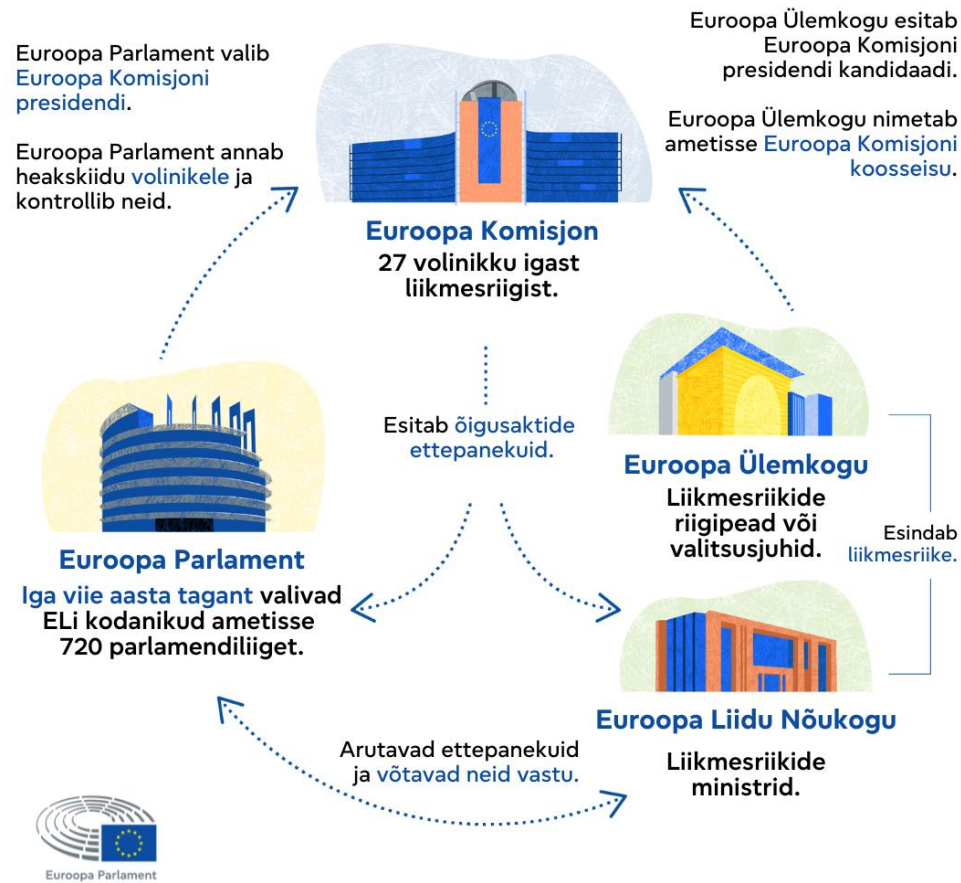 Euroopa Parlament valib
Euroopa Komisjoni
presidendi.
Euroopa Parlament annab
heakskiidu volinikele ja
kontrollib neid.
Euroopa Ülemkogu esitab
Euroopa Komisjoni
presidendi kandidaadi.
Euroopa Ülemkogu nimetab
ametisse Euroopa Komisjoni
koosseisu.
Euroopa Komisjon
27 volinikku igast
liikmesriigist.
Esitab õigusaktide
ettepanekuid.
Euroopa Ülemkogu
Liikmesriikide
riigipead või
valitsusjuhid.
Esindab
liikmesriike.
Euroopa Parlament
Iga viie aasta tagant valivad
ELi kodanikud ametisse
720 parlamendiliiget.
Euroopa Liidu Nõukogu
Liikmesriikide
ministrid.
Arutavad ettepanekuid
ja võtavad neid vastu.
Euroopa Parlament